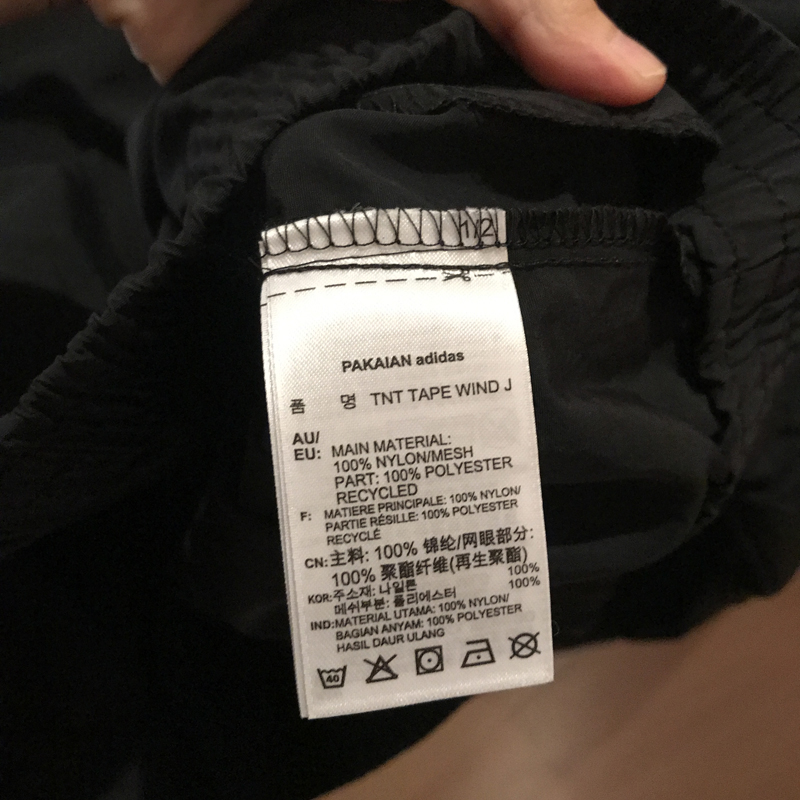 1/2
PAKAIAN adidas
품 명 TNT TAPE WIND J
AU/
EU: MAIN MATERIAL:
100% NYLON/MESH
PART: 100% POLYESTER
RECYCLED
F: MATIERE PRINCIPALE: 100% NYLON/
PARTIE RÉSILLE: 100% POLYESTER
RECYCLÉ
CN: 主料: 100% 锦纶/网眼部分:
100% 聚酯纤维(再生聚酯)
KOR: 주소재: 나일론 100%
메쉬부분: 폴리에스터 100%
IND: MATERIAL UTAMA: 100% NYLON/
BAGIAN ANYAM: 100% POLYESTER
HASIL DAUR ULANG
40